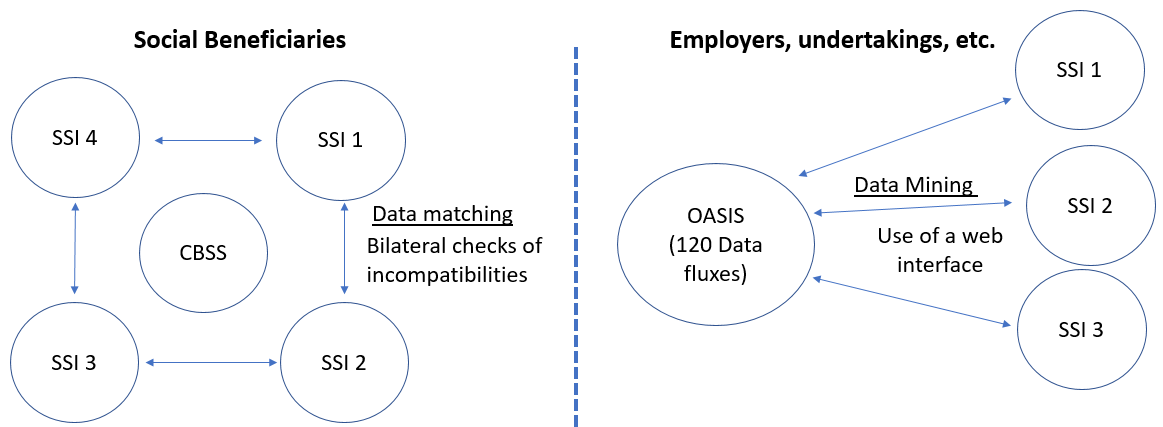 Social Beneficiaries
SSI 4
SSI 1
CBSS
Data matching
Bilateral checks of
incompatibilities
SSI 3
SSI 2
Employers, undertakings, etc.
SSI 1
OASIS
(120 Data
fluxes)
Data Mining
Use of a web
interface
SSI 2
SSI 3